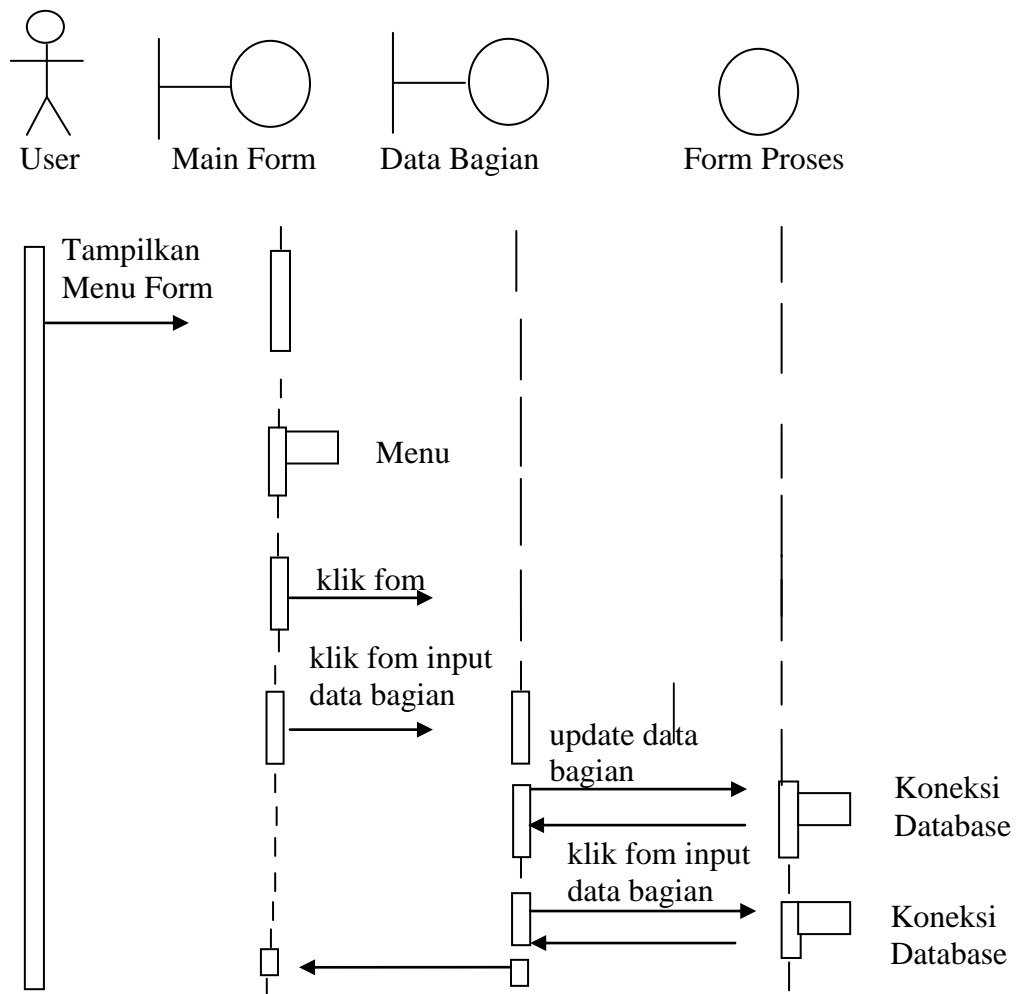 User
Main Form
Data Bagian
Form Proses
Tampilkan
Menu Form
Menu
klik fom
klik fom input
data bagian
update data
bagian
Koneksi
Database
klik fom input
data bagian
Koneksi
Database